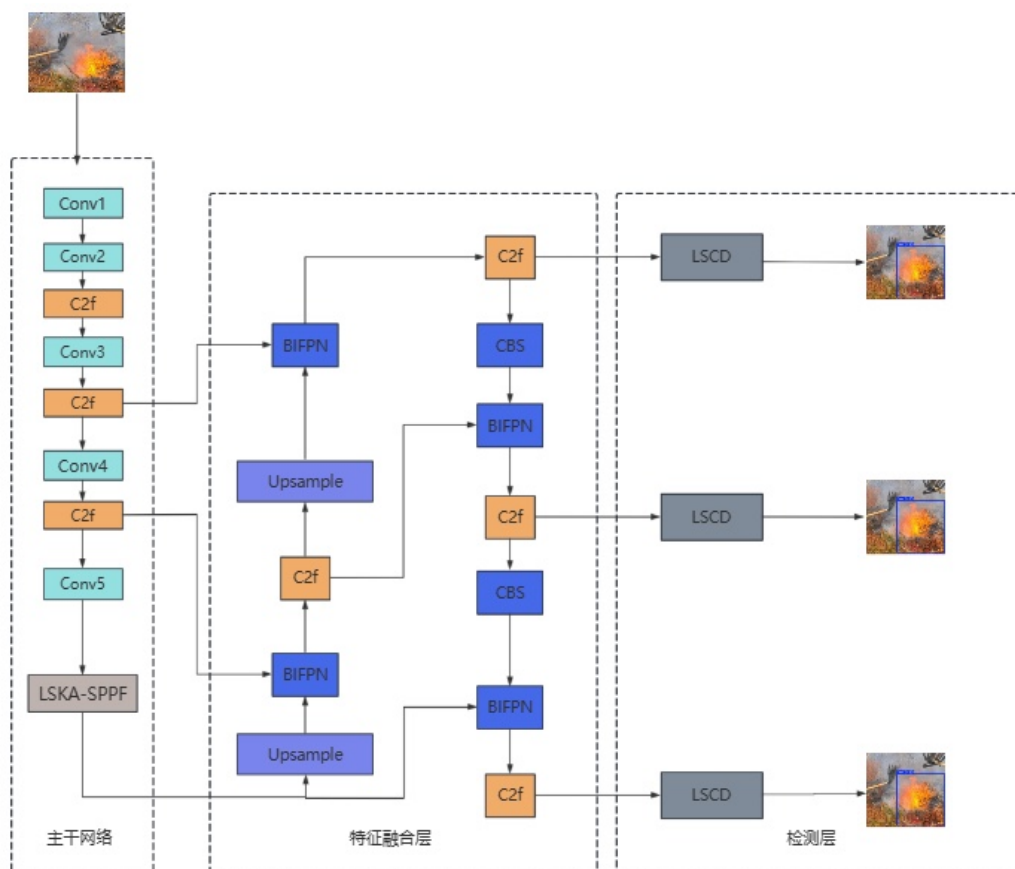 Conv1
Conv2
C2f
Conv3
C2f
Conv4
C2f
Conv5
LSKA-SPPF
主干网络
BIFPN
Upsample
C2f
BIFPN
Upsample
C2f
CBS
BIFPN
C2f
CBS
BIFPN
C2f
特征融合层
LSCD
LSCD
LSCD
检测层